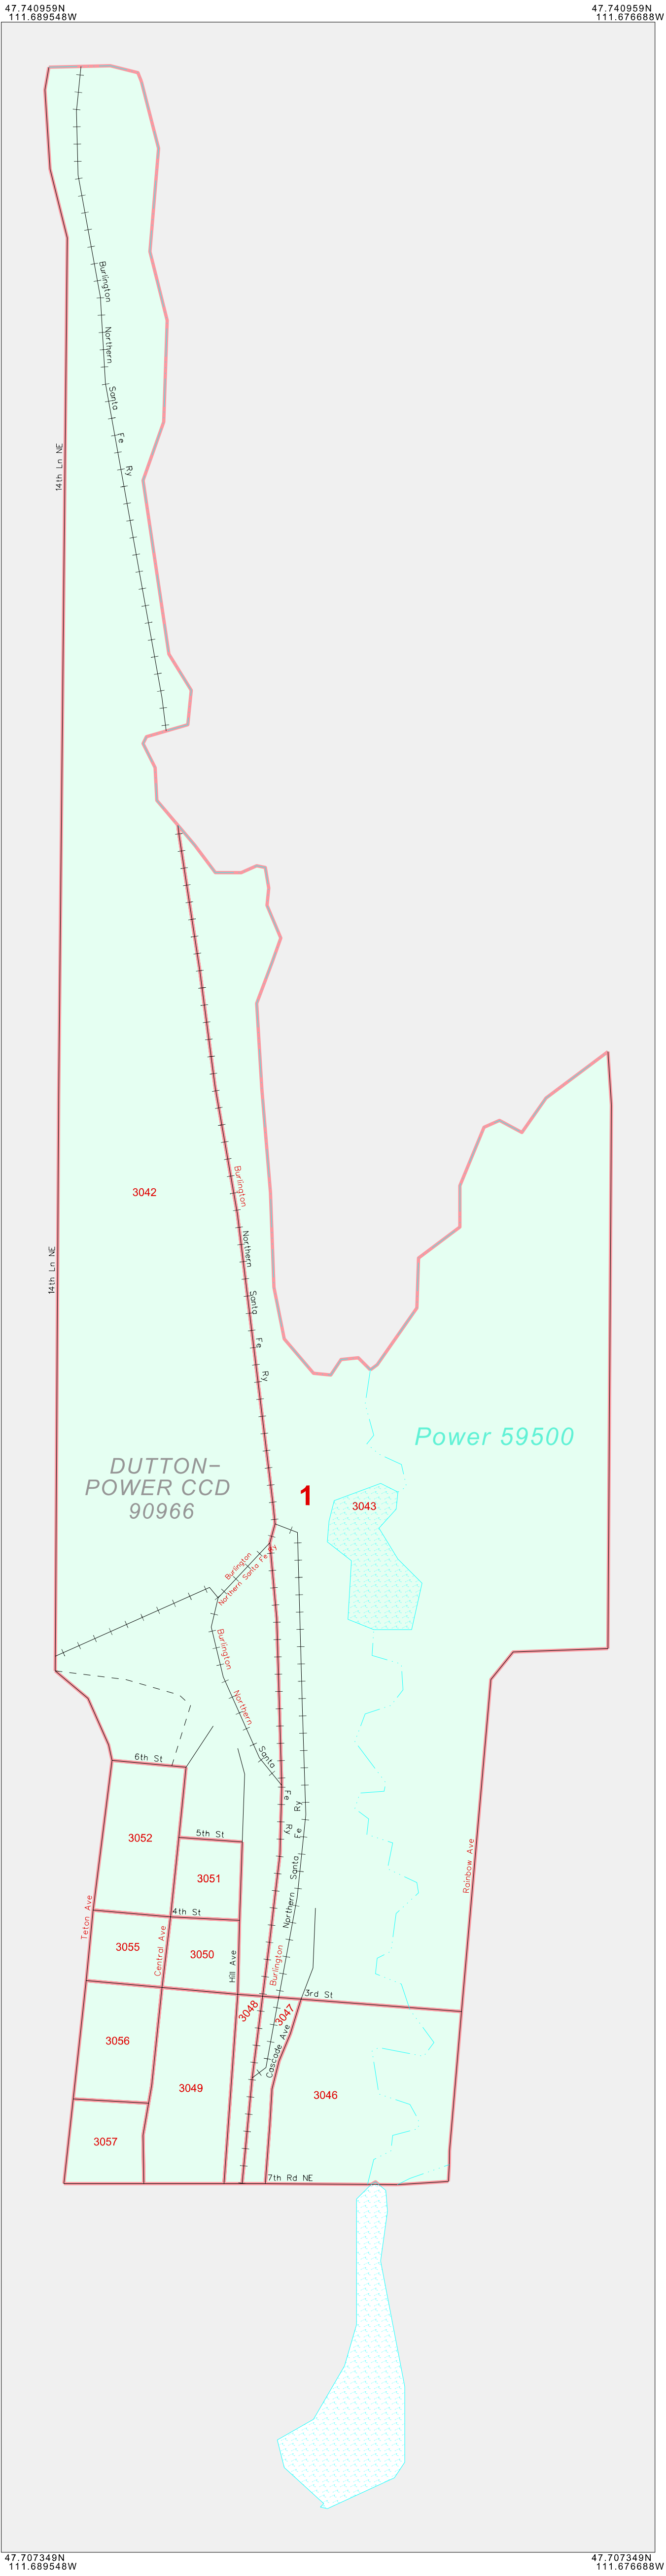 47.740959N
111.689548W
47.740959N
111.676688W
Burlington
Northern
Santa
Fe
Ry
14th Ln NE
3042
Burlington
Northern
Santa
Fe
Ry
14th Ln NE
Power 59500
DUTTON-
POWER CCD
90966
1
3043
Burlington
Northern Santa Fe Ry
Burlington
Northern
Santa
Fe
Ry
6th St
3052
5th St
3051
Fe Ry
Northern Santa
Burlington
Rainbow Ave
Teton Ave
4th St
Central Ave
3055
3050
Hill Ave
3rd St
3048
3047
Cascade Ave
3056
3049
3046
3057
7th Rd NE
47.707349N
111.689548W
47.707349N
111.676688W